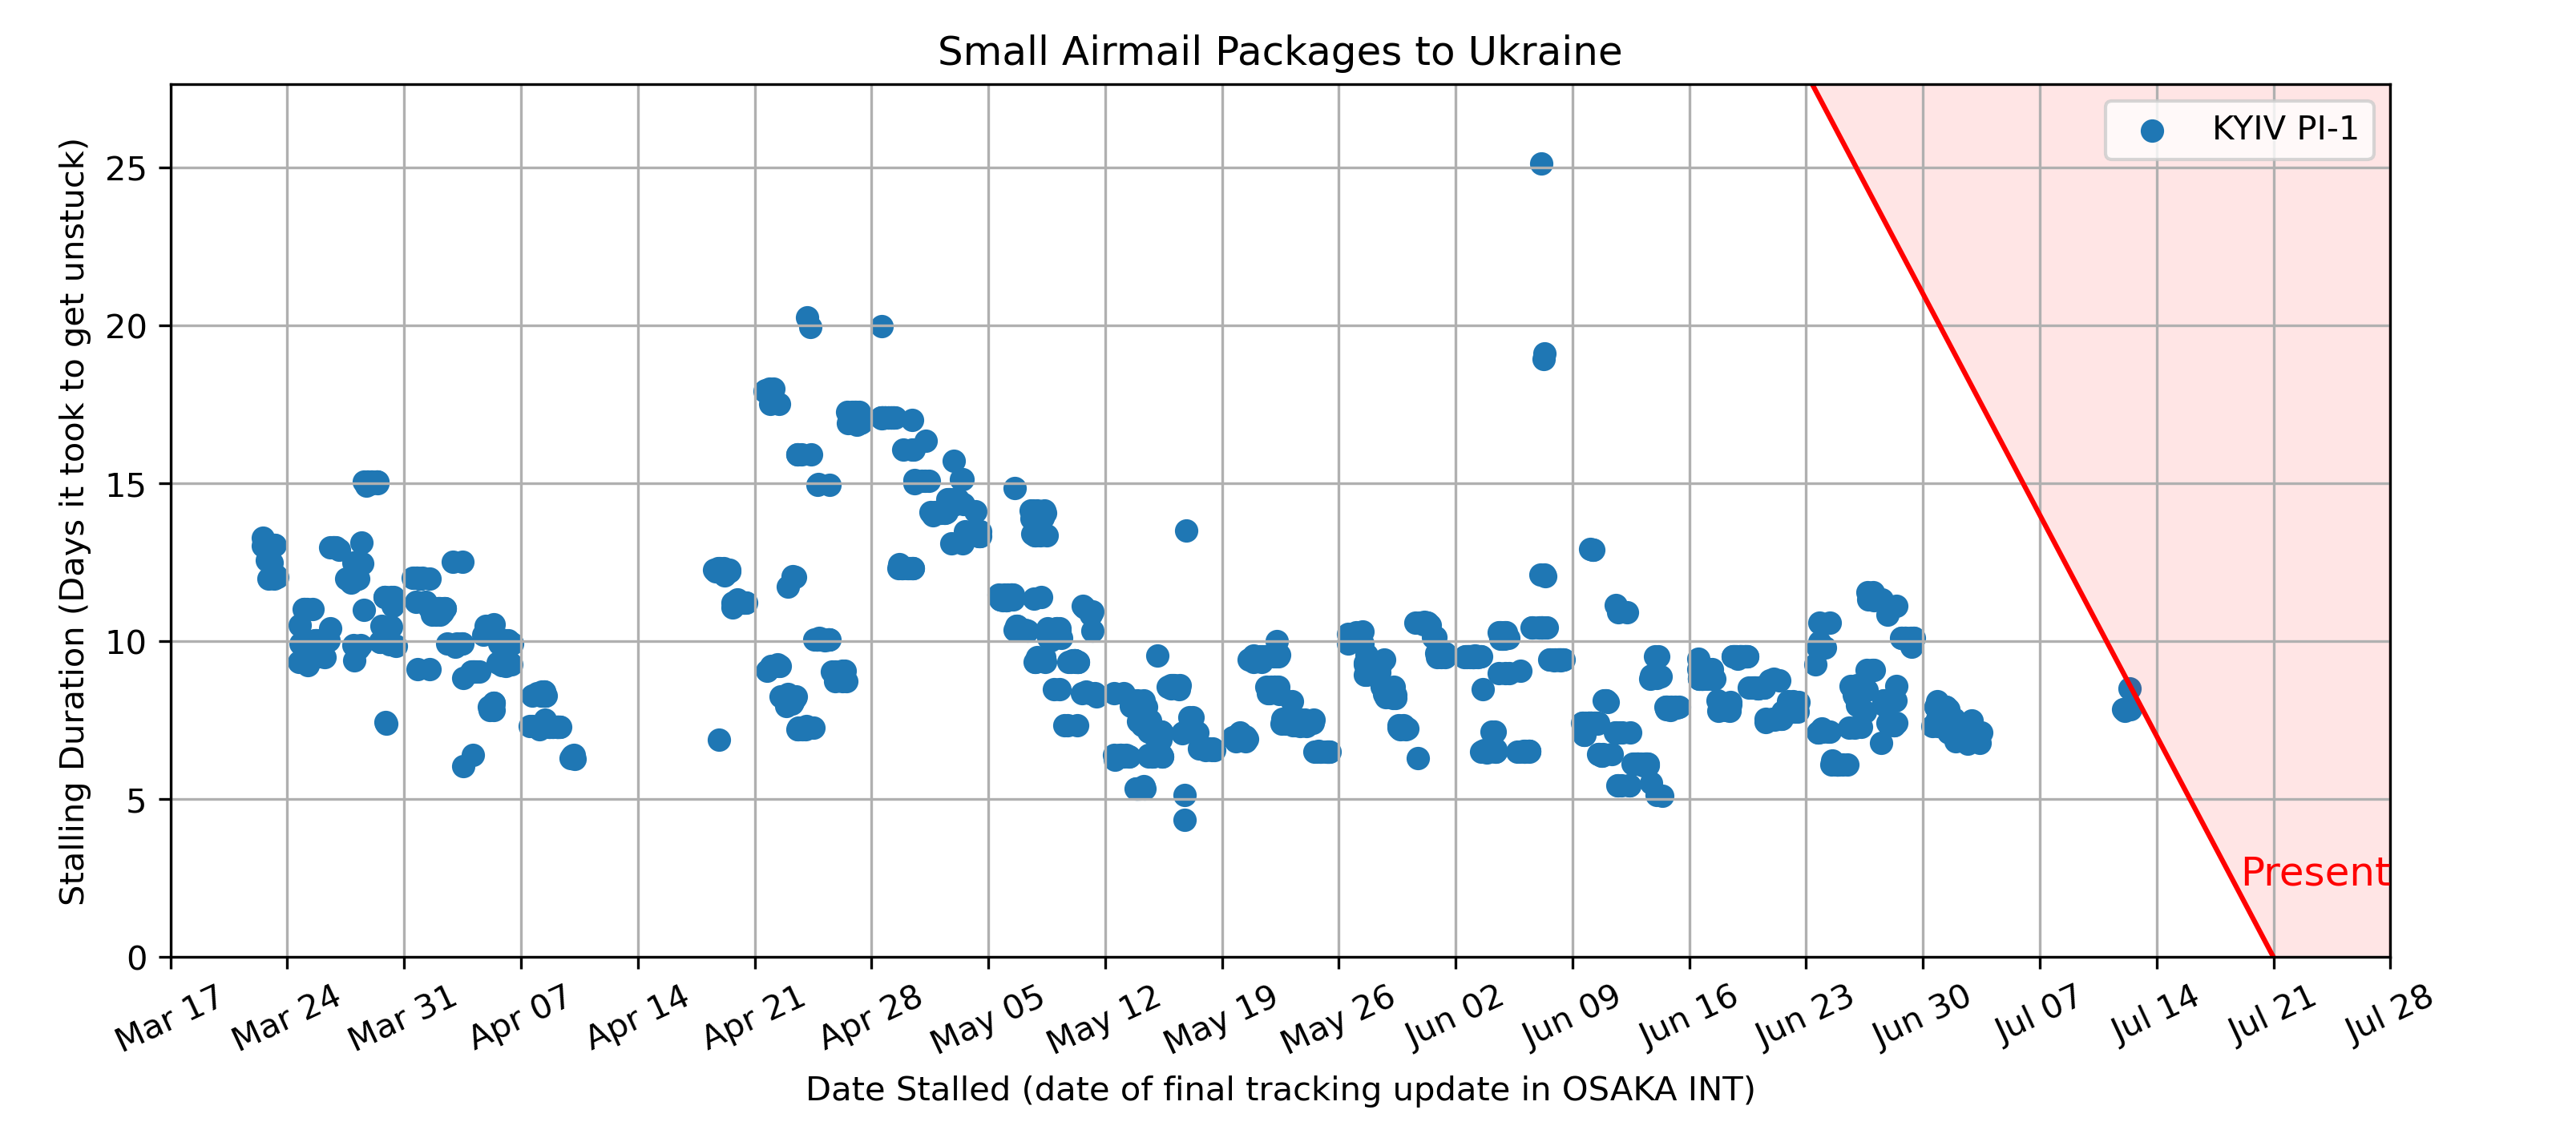 Small Airmail Packages to Ukraine
KYIV PI-1
Stalling Duration (Days it took to get unstuck)
25
20
15
10
5
0
Present
Mar 17
Mar 24
Mar 31
Apr 07
Apr 14
Apr 21
Apr 28
May 05
May 12
May 19
May 26
Jun 02
Jun 09
Jun 16
Jun 23
Jun 30
Jul 07
Jul 14
Jul 21
Jul 28
Date Stalled (date of final tracking update in OSAKA INT)